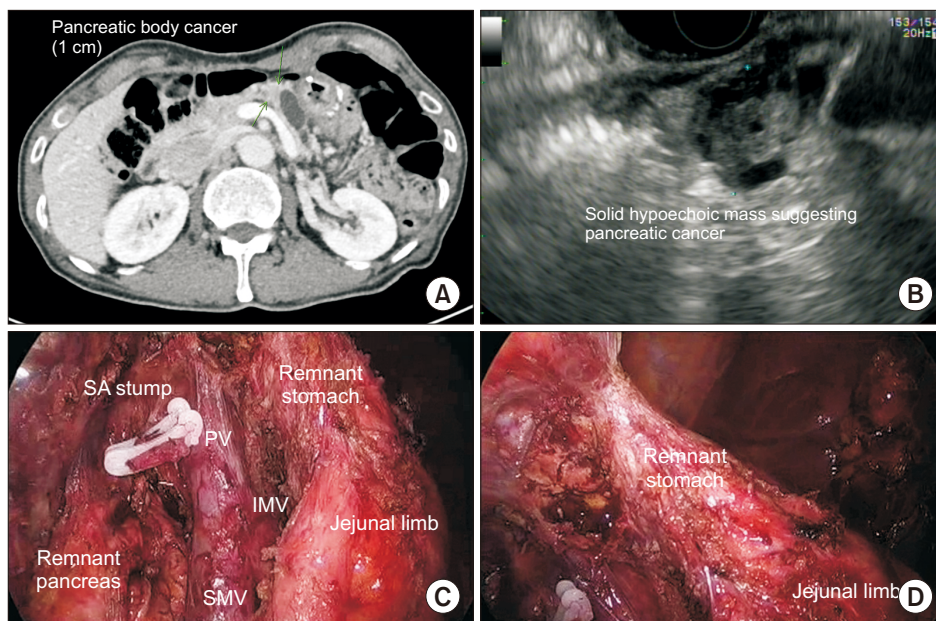 Pancreatic body cancer
(1 cm)
A
153/154
20Hz
Solid hypoechoic mass suggesting
pancreatic cancer
B
SA stump
Remnant
stomach
PV
IMV
Jejunal limb
Remnant
pancreas
SMV
C
Remnant
stomach
Jejunal limb
D